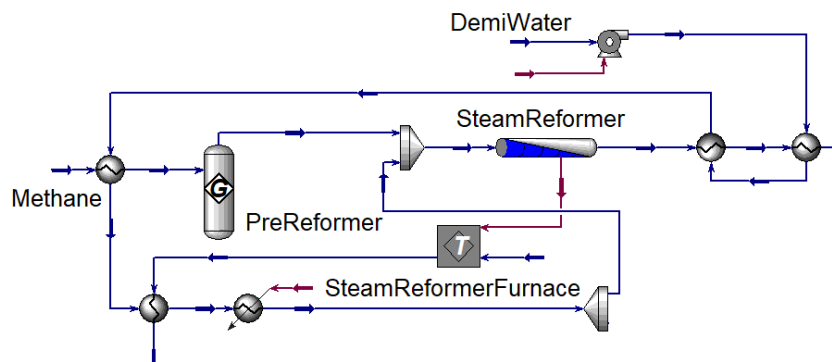 DemiWater
SteamReformer
G
Methane
PreReformer
T
SteamReformerFurnace